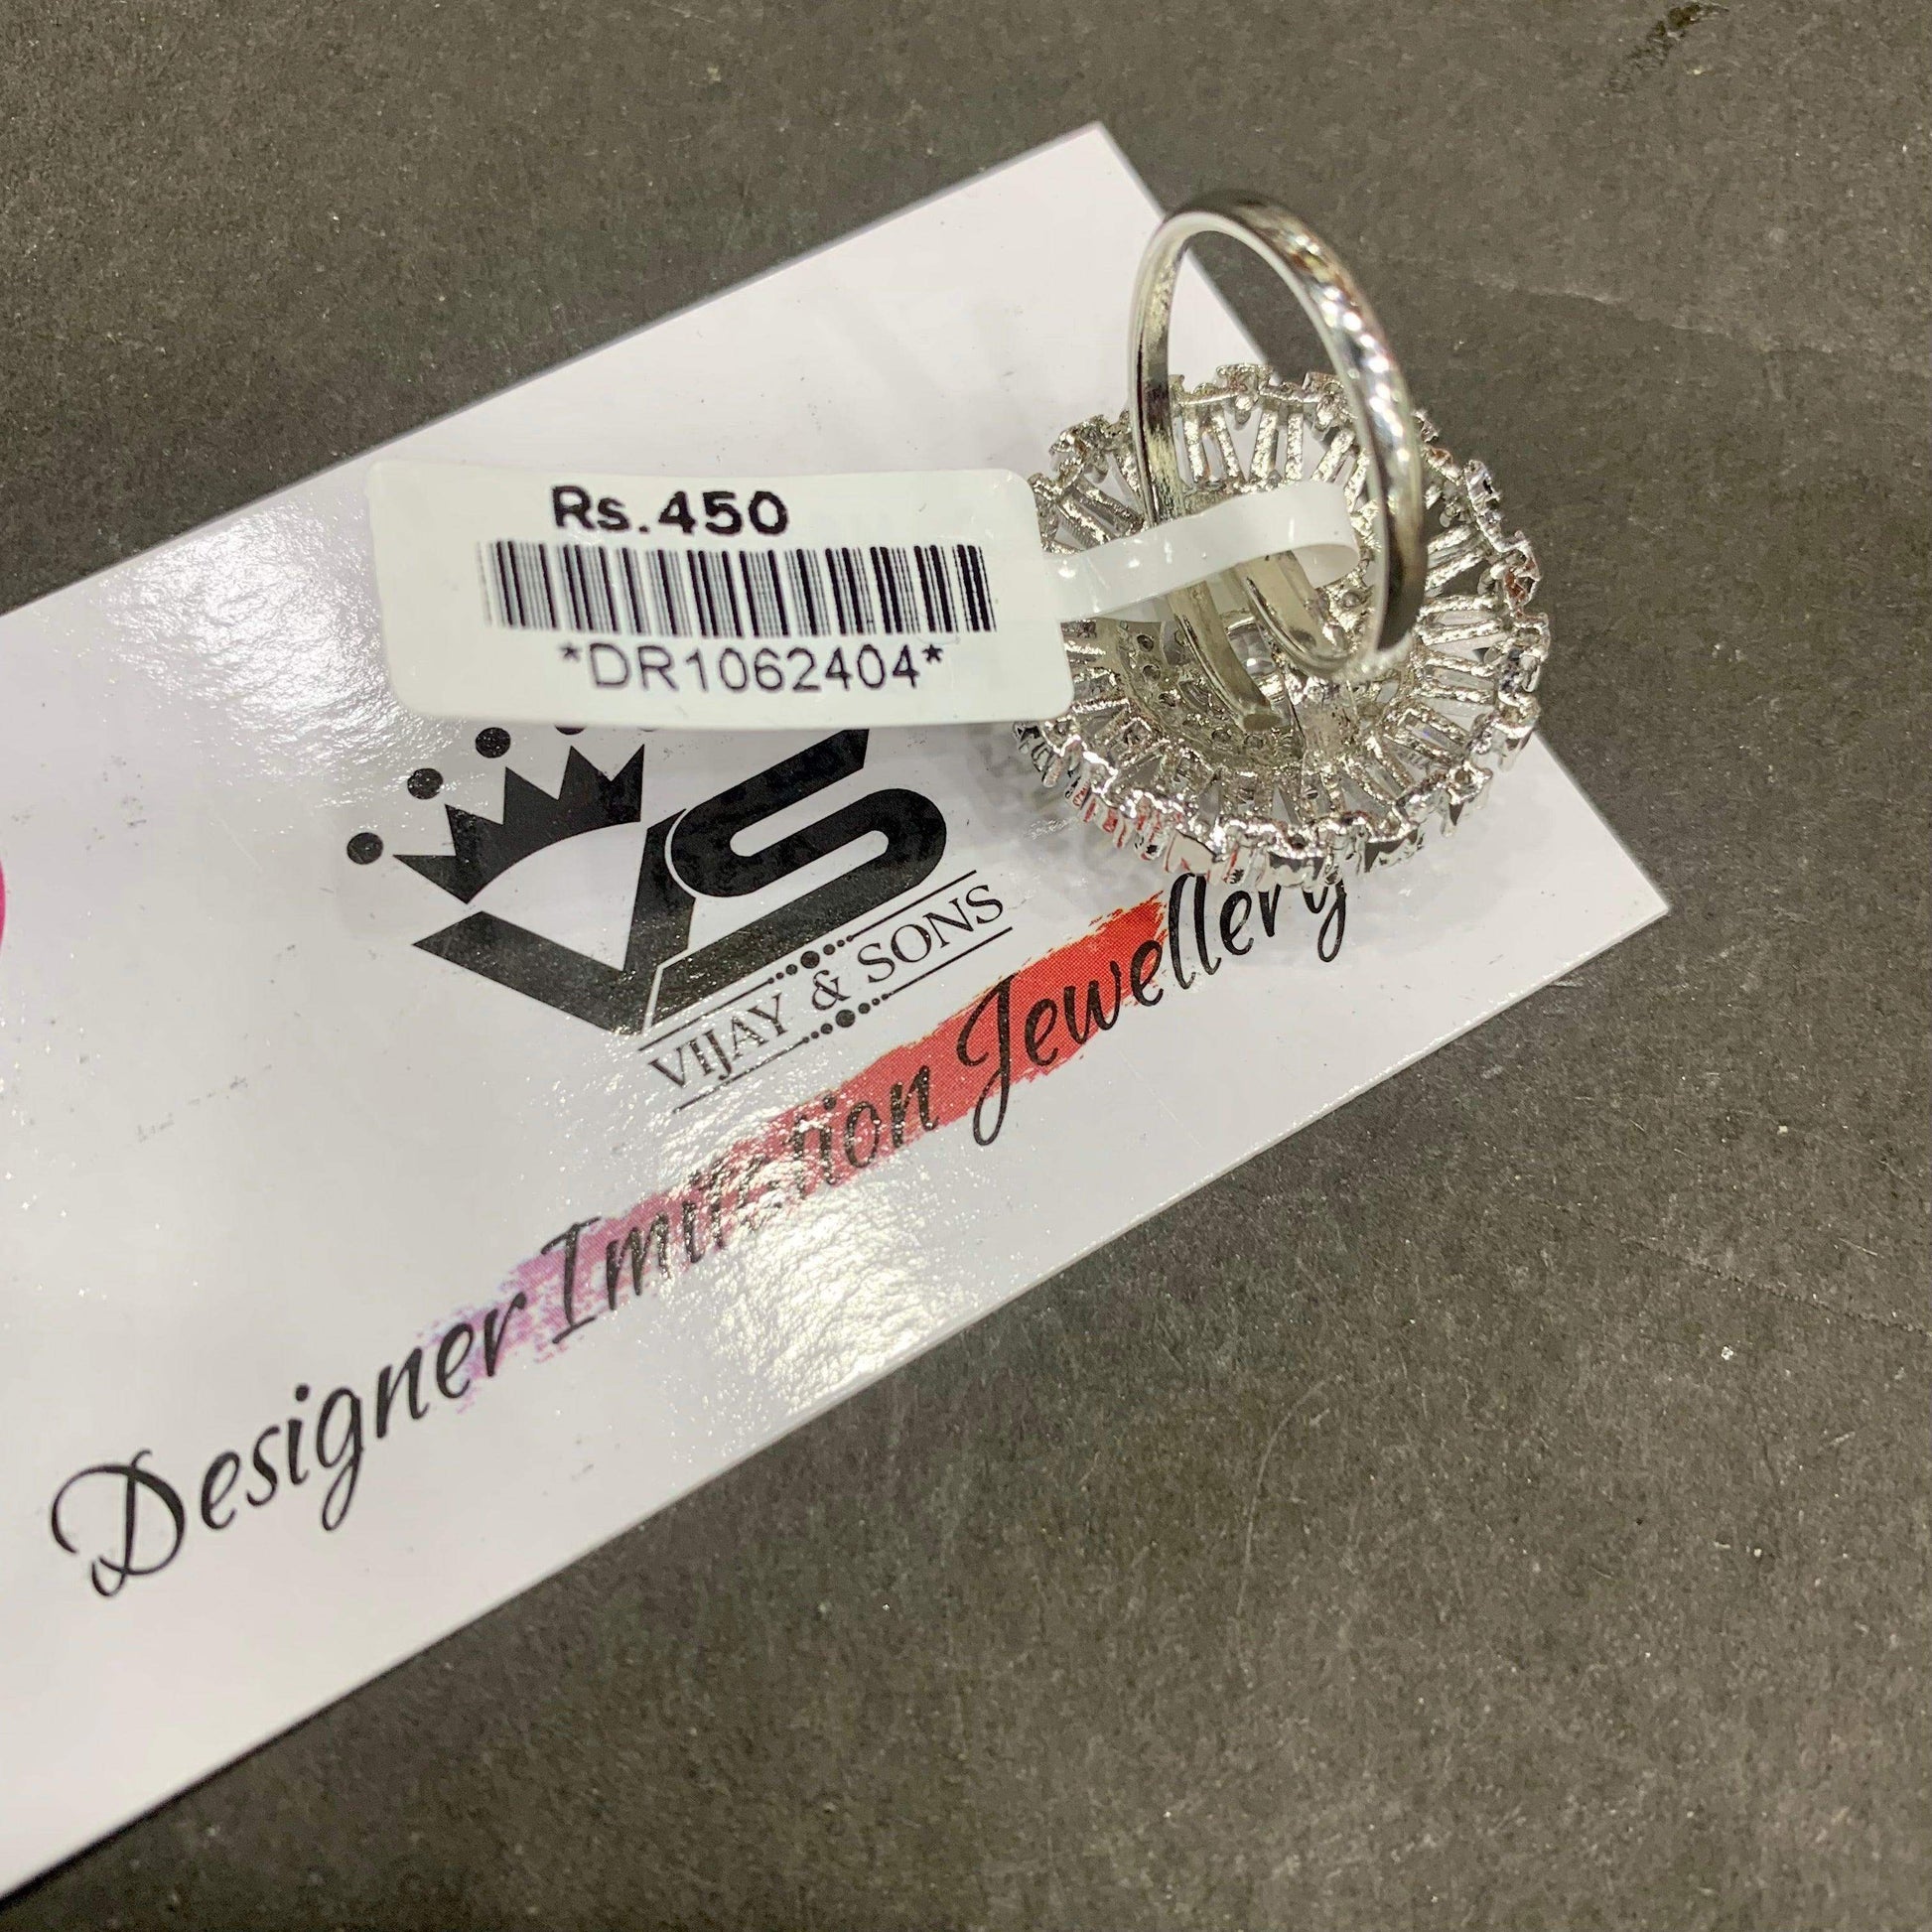 Rs.450
*DR1062404*
VS
VIJAY & SONS
Designer Imitation Jewellery